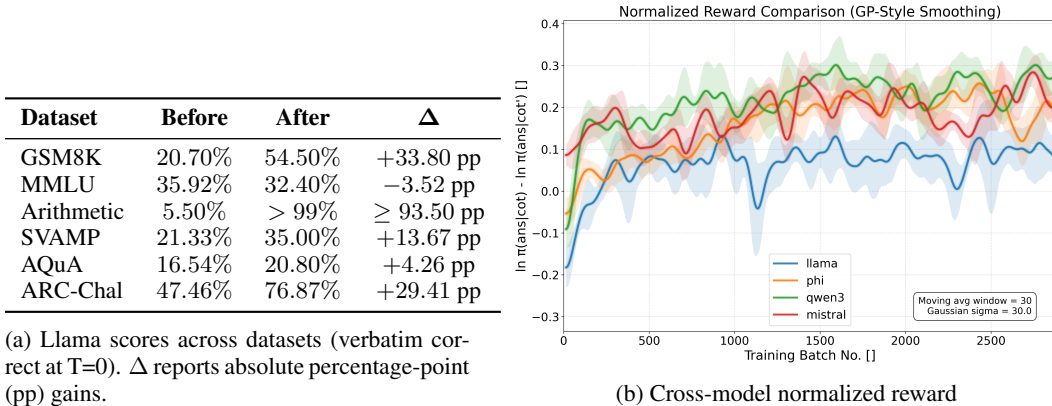 Dataset Before After Δ
GSM8K 20.70% 54.50% +33.80 pp
MMLU 35.92% 32.40% −3.52 pp
Arithmetic 5.50% > 99% ≥ 93.50 pp
SVAMP 21.33% 35.00% +13.67 pp
AQuA 16.54% 20.80% +4.26 pp
ARC-Chal 47.46% 76.87% +29.41 pp
(a) Llama scores across datasets (verbatim cor-
rect at T=0). Δ reports absolute percentage-point
(pp) gains.
Normalized Reward Comparison (GP-Style Smoothing)
ln π(ans|cot) - ln π(ans|cot') []
0.4
0.3
0.2
0.1
0.0
−0.1
−0.2
−0.3
llama
phi
qwen3
mistral
Moving avg window = 30
Gaussian sigma = 30.0
0 500 1000 1500 2000 2500
Training Batch No. []
(b) Cross-model normalized reward